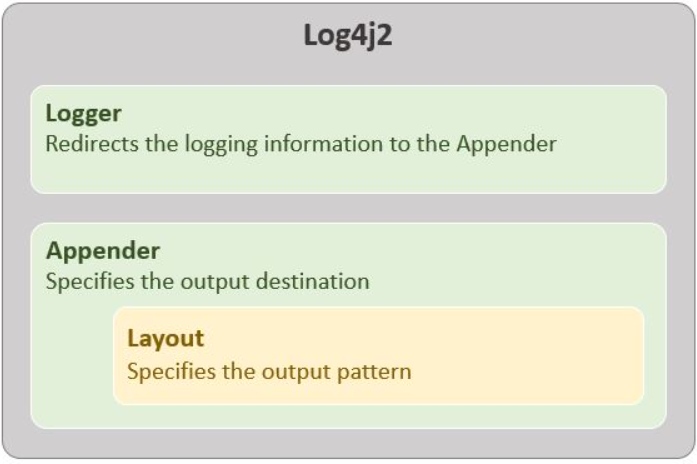 Log4j2
Logger
Redirects the logging information to the Appender
Appender
Specifies the output destination
Layout
Specifies the output pattern